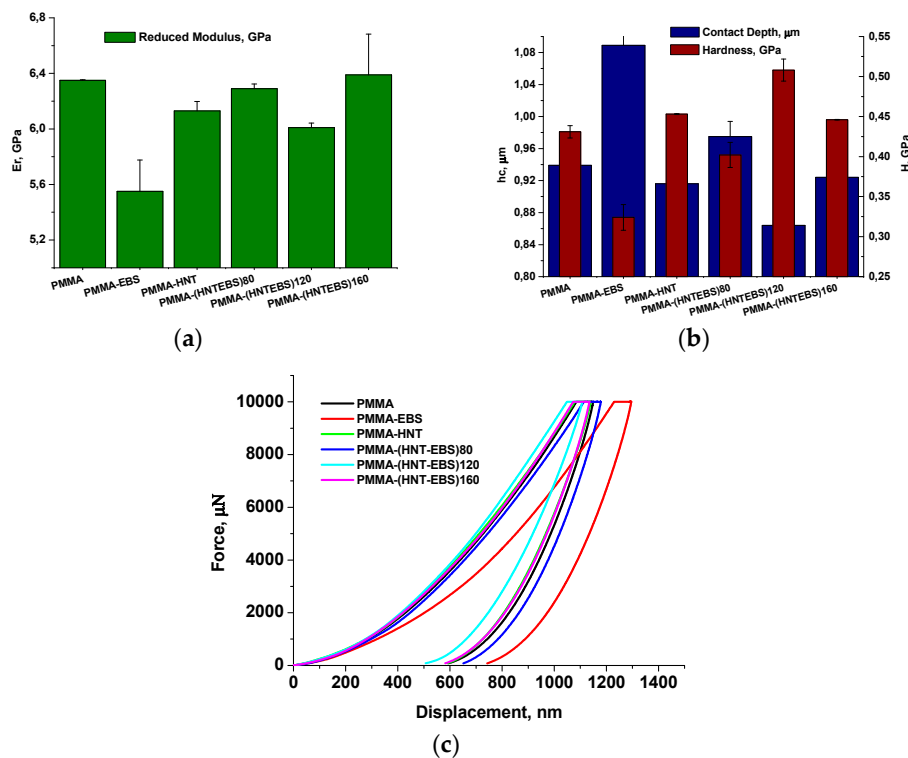 6,8
6,4
6,0
5,6
5,2
Er, GPa
Reduced Modulus, GPa
PMMA
PMMA-EBS
PMMA-HNT
PMMA-(HNTEBS)80
PMMA-(HNTEBS)120
PMMA-(HNTEBS)160
(a)
1,08
1,04
1,00
0,96
0,92
0,88
0,84
0,80
hc, μm
Contact Depth, μm
Hardness, GPa
0,55
0,50
0,45
0,40
0,35
0,30
0,25
H, GPa
PMMA
PMMA-EBS
PMMA-HNT
PMMA-(HNTEBS)80
PMMA-(HNTEBS)120
PMMA-(HNTEBS)160
(b)
10000
8000
6000
4000
2000
0
Force, μN
PMMA
PMMA-EBS
PMMA-HNT
PMMA-(HNT-EBS)80
PMMA-(HNT-EBS)120
PMMA-(HNT-EBS)160
0 200 400 600 800 1000 1200 1400
Displacement, nm
(c)